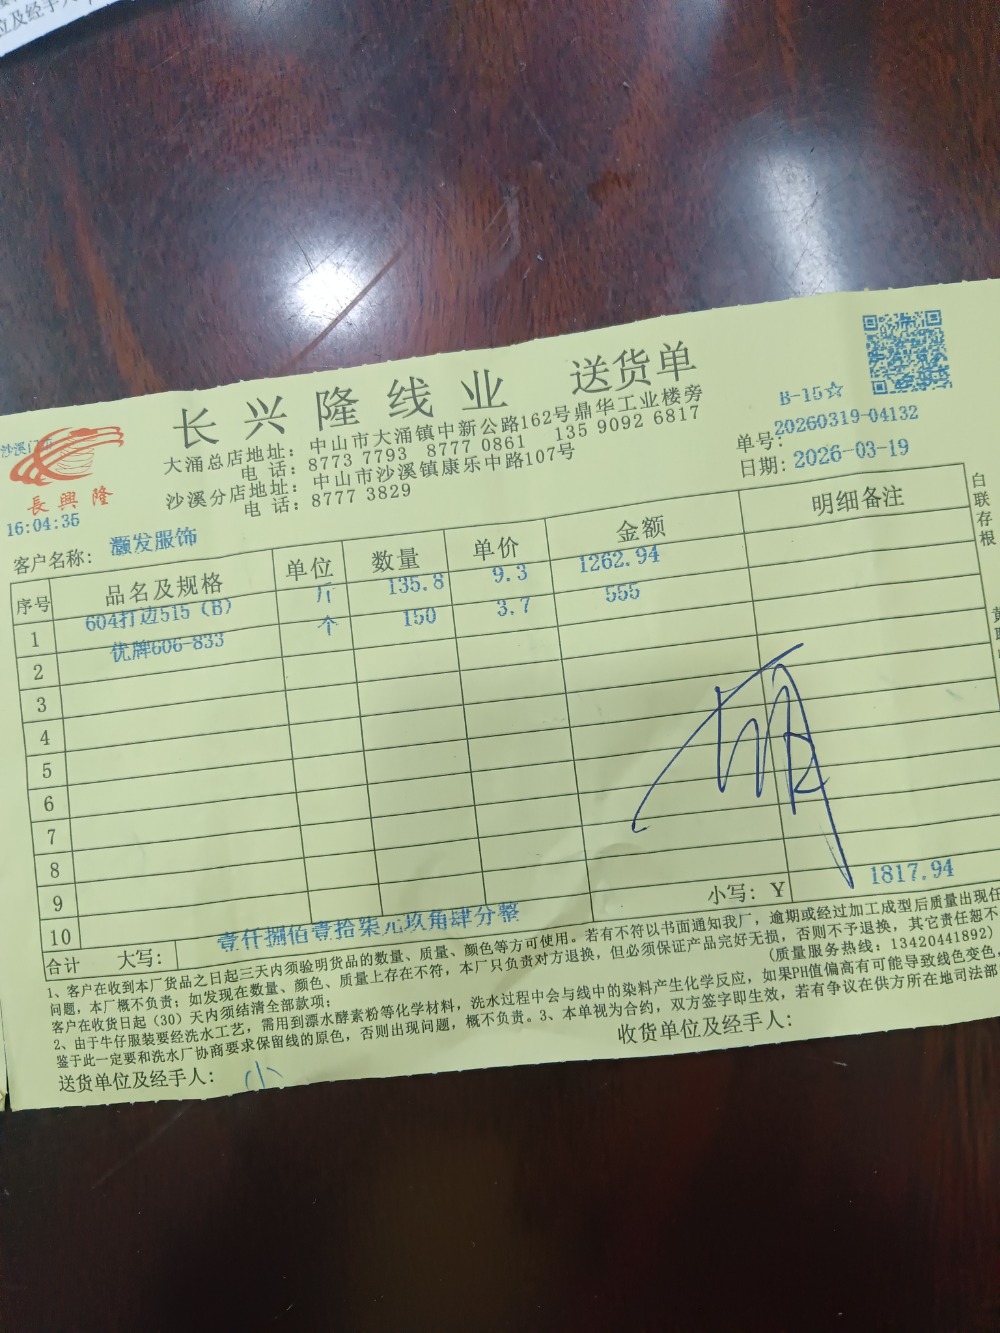 位及经手人
长兴隆线业 送货单
大涌总店地址：中山市大涌镇中新公路162号鼎华工业楼旁
电 话：8773 7793 8777 0861 135 9092 6817
沙溪分店地址：中山市沙溪镇康乐中路107号
电 话：8777 3829
B-15☆
单号：20260319-04132
日期：2026-03-19
長興隆
16:04:35
客户名称：灏发服饰
序号 品名及规格 单位 数量 单价 金额 明细备注
1 604打边515（B） 斤 135.8 9.3 1262.94
2 优牌606-833 个 150 3.7 555
3
4
5
6
7
8
9
10
小写：Y 1817.94
合计 大写：壹仟捌佰壹拾柒元玖角肆分整
1、客户在收到本厂货品之日起三天内须验明货品的数量、质量、颜色等方可使用。若有不符以书面通知我厂，逾期或经过加工成型后质量出现任
问题，本厂概不负责；如发现在数量、颜色、质量上存在不符，本厂只负责对方退换，但必须保证产品完好无损，否则不予退换，其它责任恕不
客户在收货日起（30）天内须结清全部款项；（质量服务热线：13420441892）
2、由于牛仔服装要经洗水工艺，需用到漂水酵素粉等化学材料，洗水过程中会与线中的染料产生化学反应，如果PH值偏高有可能导致线色变色，
鉴于此一定要和洗水厂协商要求保留线的原色，否则出现问题，概不负责。3、本单视为合约，双方签字即生效，若有争议在供方所在地司法部
送货单位及经手人：小
收货单位及经手人：
白联存根